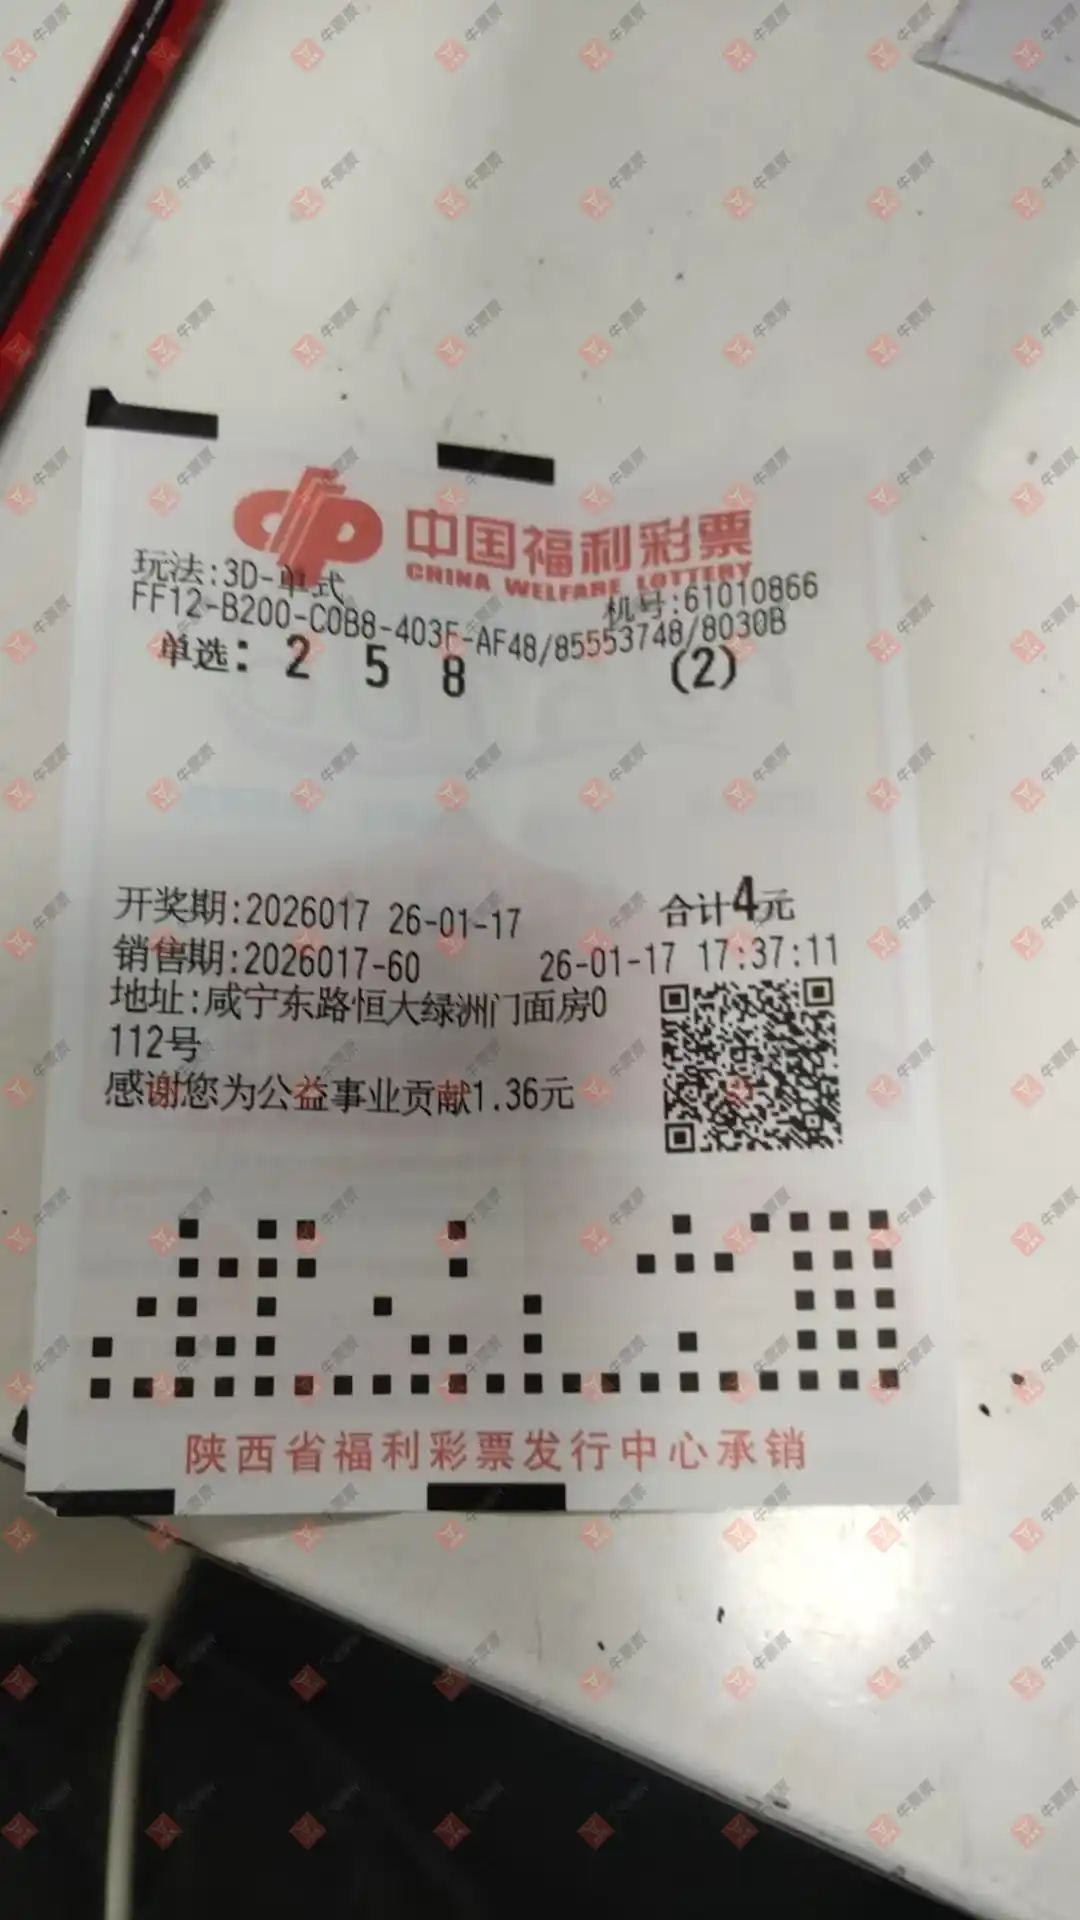 中国福利彩票
CHINA WELFARE LOTTERY
玩法:3D-单式
机号:61010866
FF12-B200-C0B8-403F-AF48/85553748/8030B
单选: 2 5 8 (2)
开奖期:2026017 26-01-17 合计4元
销售期:2026017-60 26-01-17 17:37:11
地址:咸宁东路恒大绿洲门面房0
112号
感谢您为公益事业贡献1.36元
陕西省福利彩票发行中心承销
牛票票